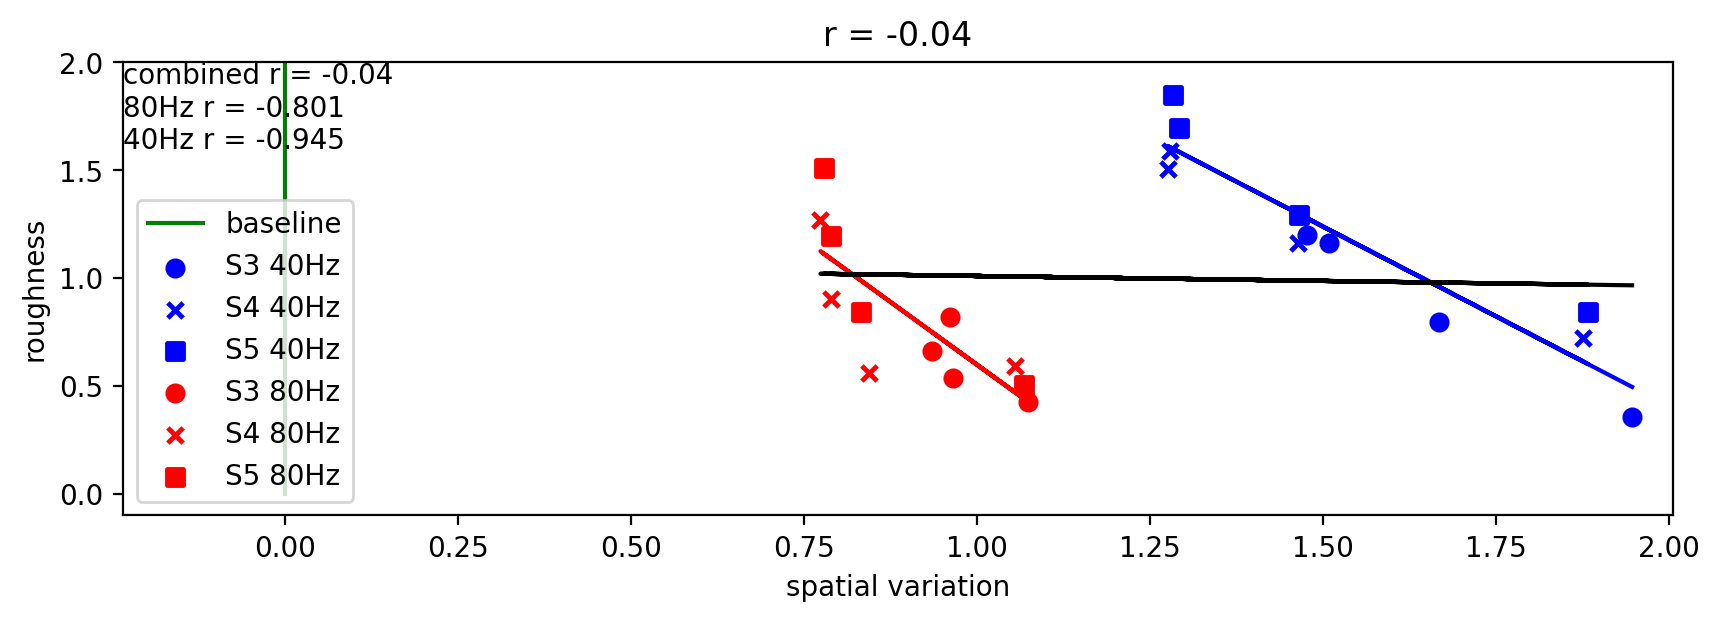 r = -0.04
combined r = -0.04
80Hz r = -0.801
40Hz r = -0.945
baseline
S3 40Hz
S4 40Hz
S5 40Hz
S3 80Hz
S4 80Hz
S5 80Hz
roughness
2.0
1.5
1.0
0.5
0.0
0.00 0.25 0.50 0.75 1.00 1.25 1.50 1.75 2.00
spatial variation